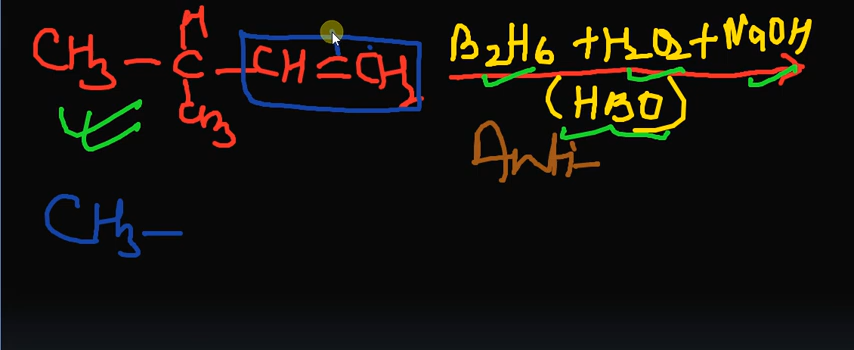 H
CH3 — C — CH = CH2
CH3
B2H6 + H2O2 + NaOH
(HBO)
Anti-
CH3 —